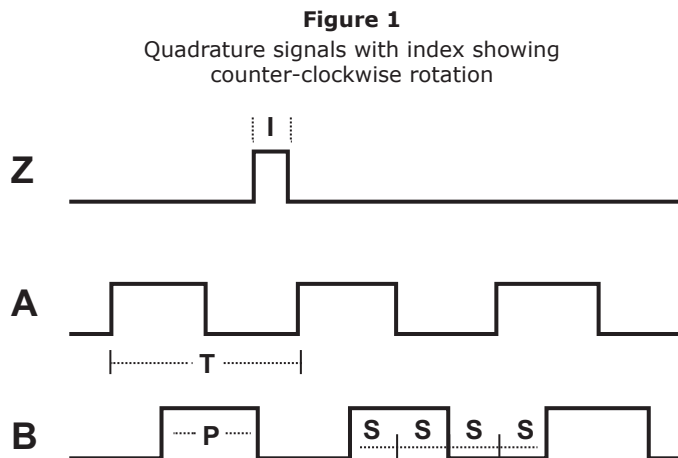 Figure 1
Quadrature signals with index showing
counter-clockwise rotation
I
Z
A
T
B
P
S S S S